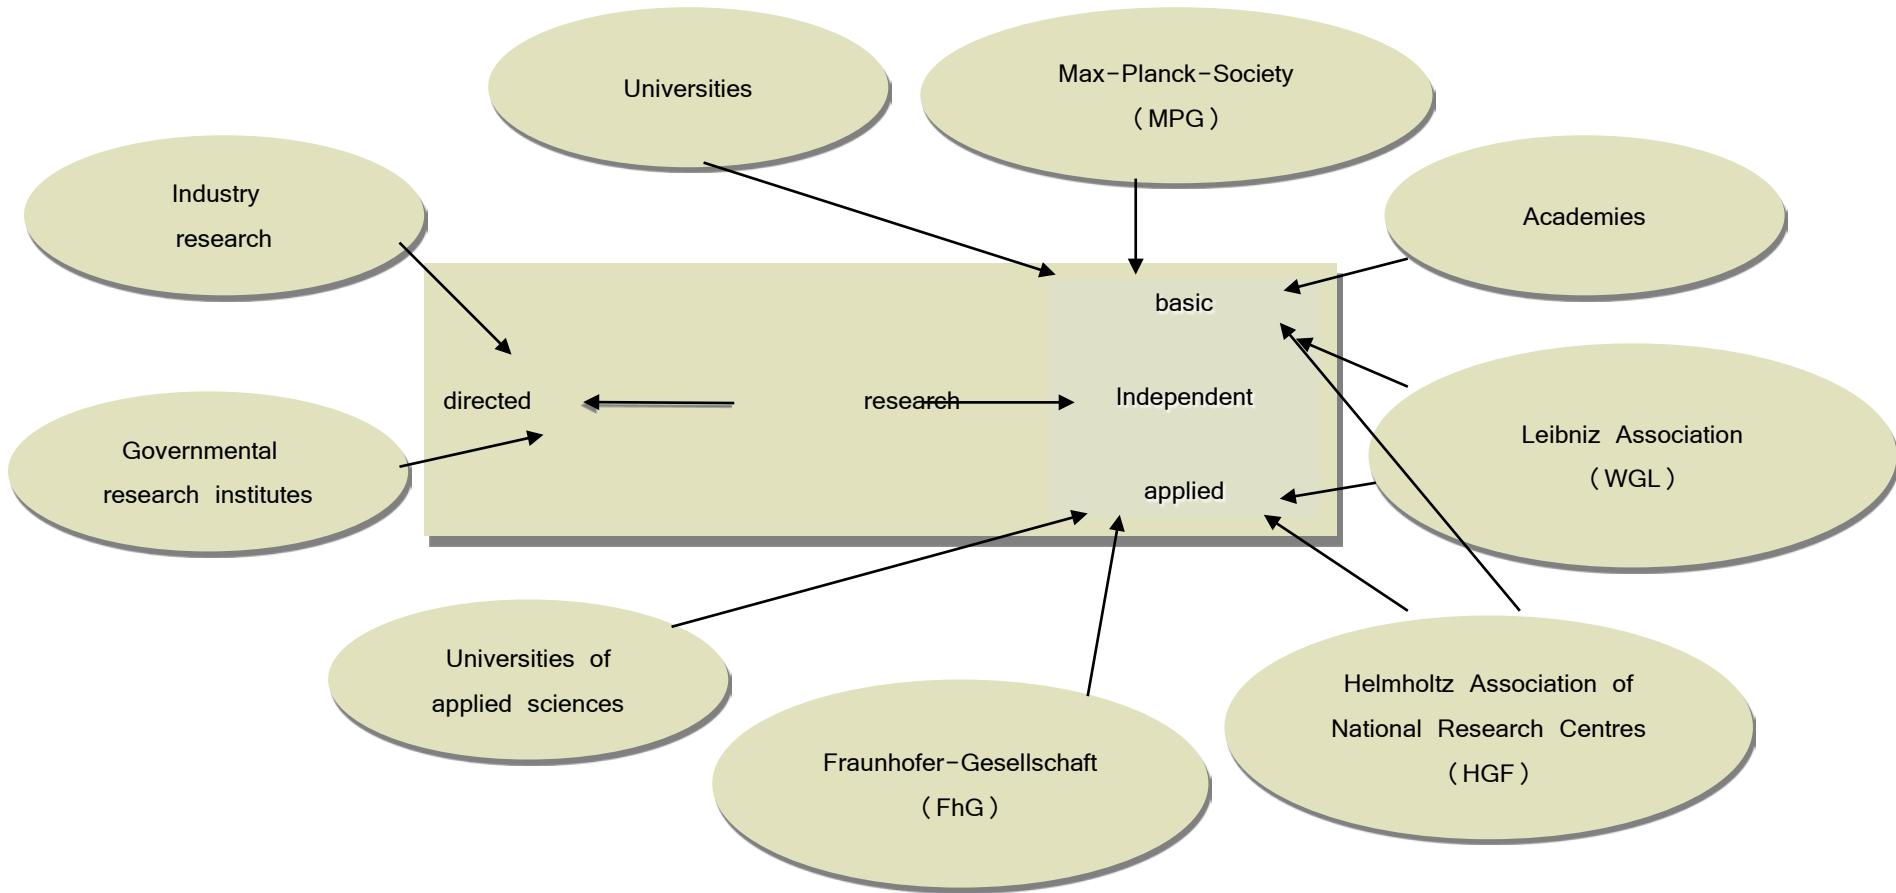 Universities
Max-Planck-Society
(MPG)
Industry
research
Academies
basic
directed
research
Independent
Governmental
research institutes
Leibniz Association
(WGL)
applied
Universities of
applied sciences
Fraunhofer-Gesellschaft
(FhG)
Helmholtz Association of
National Research Centres
(HGF)